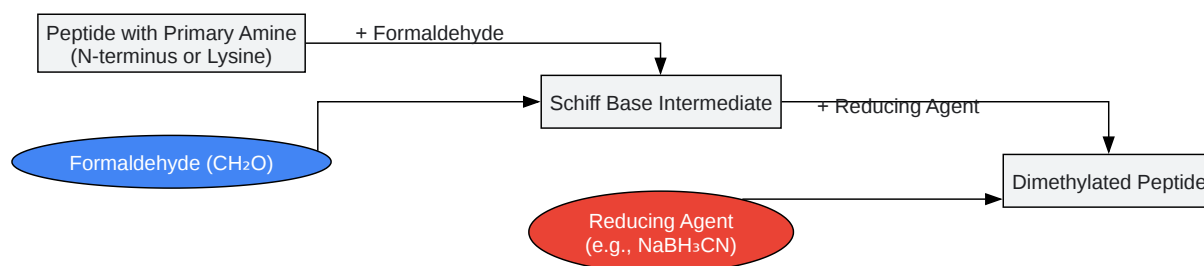 Peptide with Primary Amine
(N-terminus or Lysine)
+ Formaldehyde
Schiff Base Intermediate
+ Reducing Agent
Formaldehyde (CH₂O)
Dimethylated Peptide
Reducing Agent
(e.g., NaBH₃CN)